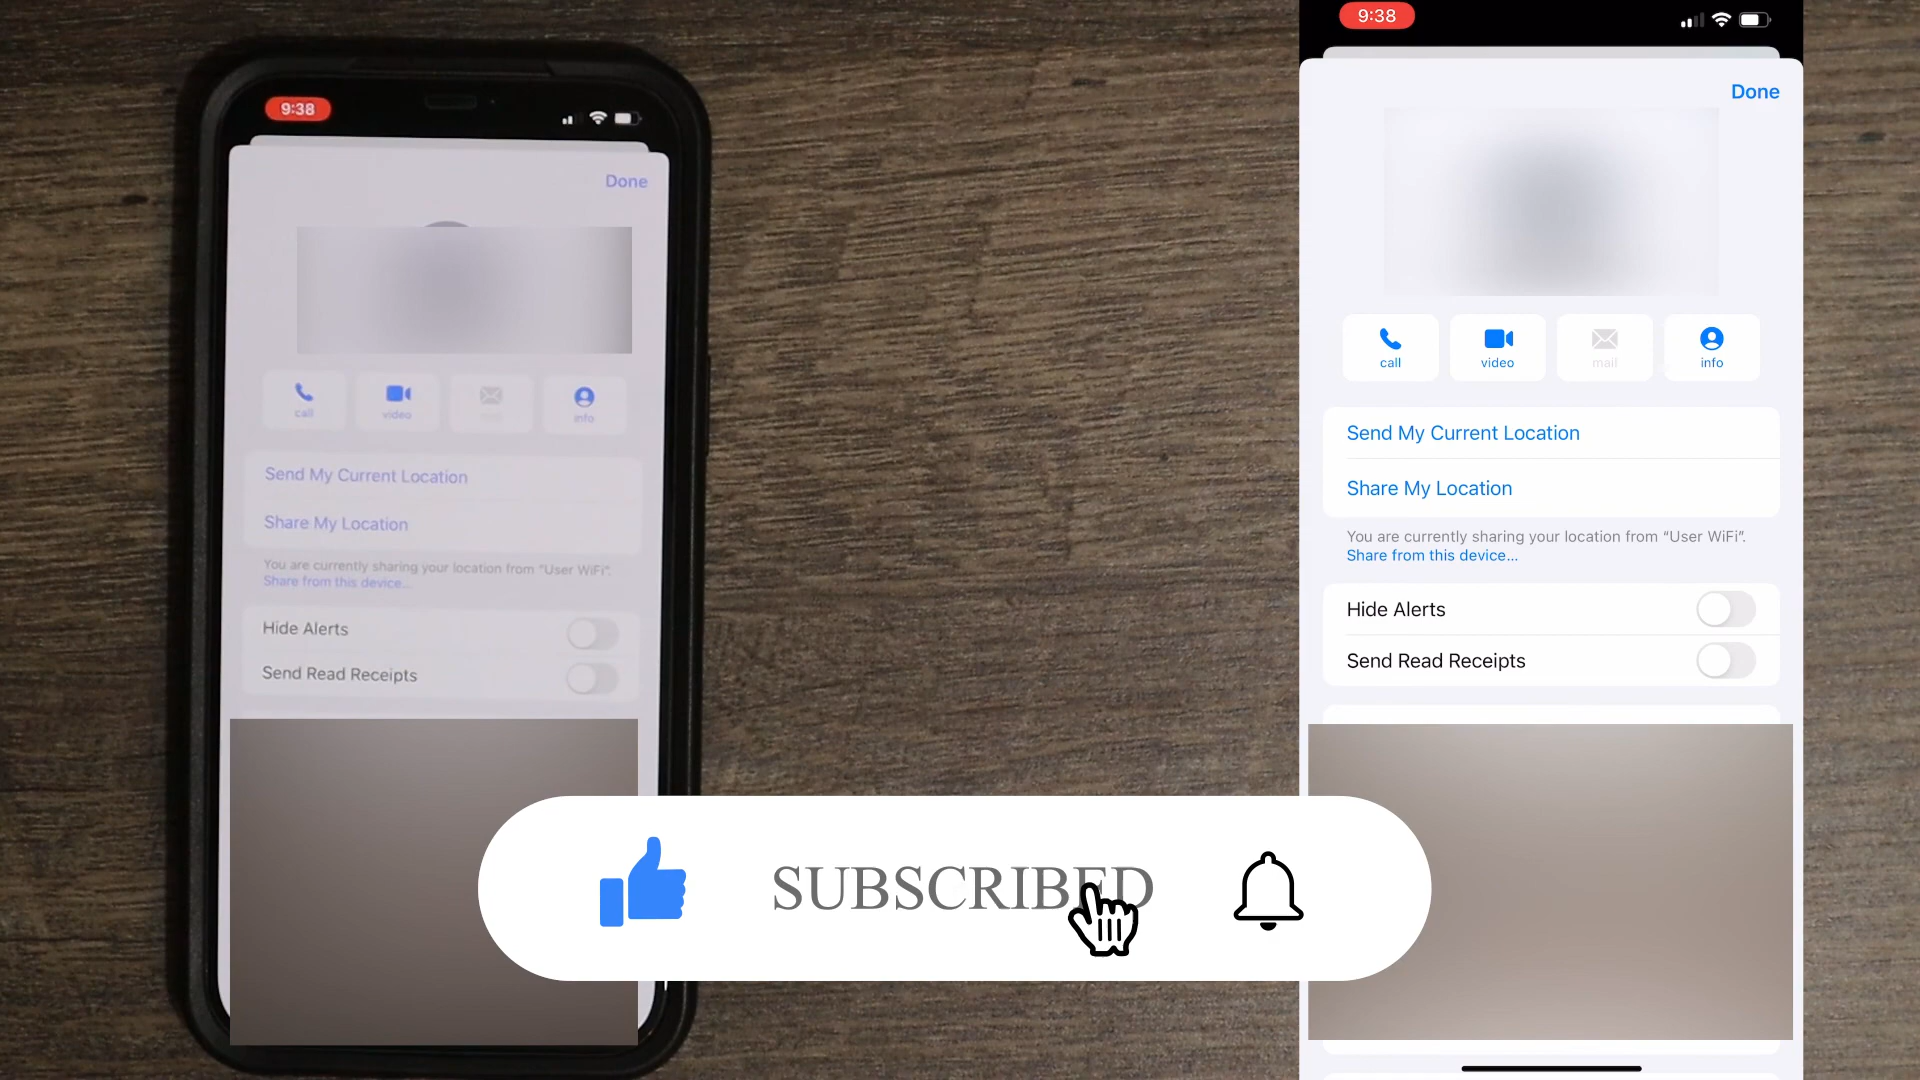 9:38
Done
call
video
info
Send My Current Location
Share My Location
You are currently sharing your location from “User WiFi”.
Share from this device...
Hide Alerts
Send Read Receipts
9:38
Done
call
video
mail
info
Send My Current Location
Share My Location
You are currently sharing your location from “User WiFi”.
Share from this device...
Hide Alerts
Send Read Receipts
SUBSCRIBED